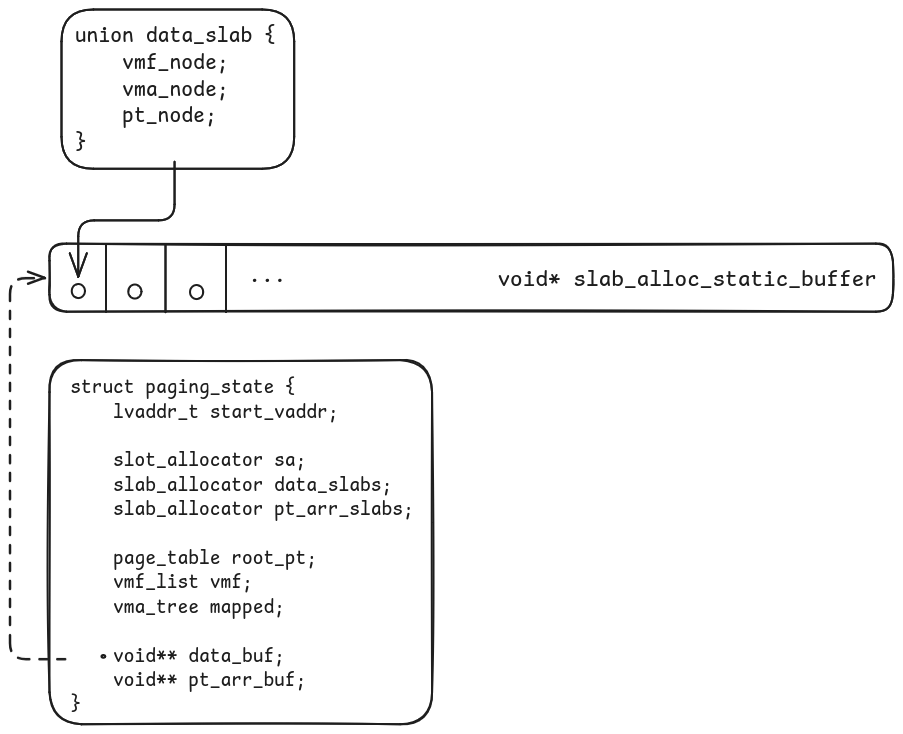 union data_slab {
vmf_node;
vma_node;
pt_node;
}
... void* slab_alloc_static_buffer
struct paging_state {
lvaddr_t start_vaddr;
slot_allocator sa;
slab_allocator data_slabs;
slab_allocator pt_arr_slabs;
page_table root_pt;
vmf_list vmf;
vma_tree mapped;
void** data_buf;
void** pt_arr_buf;
}